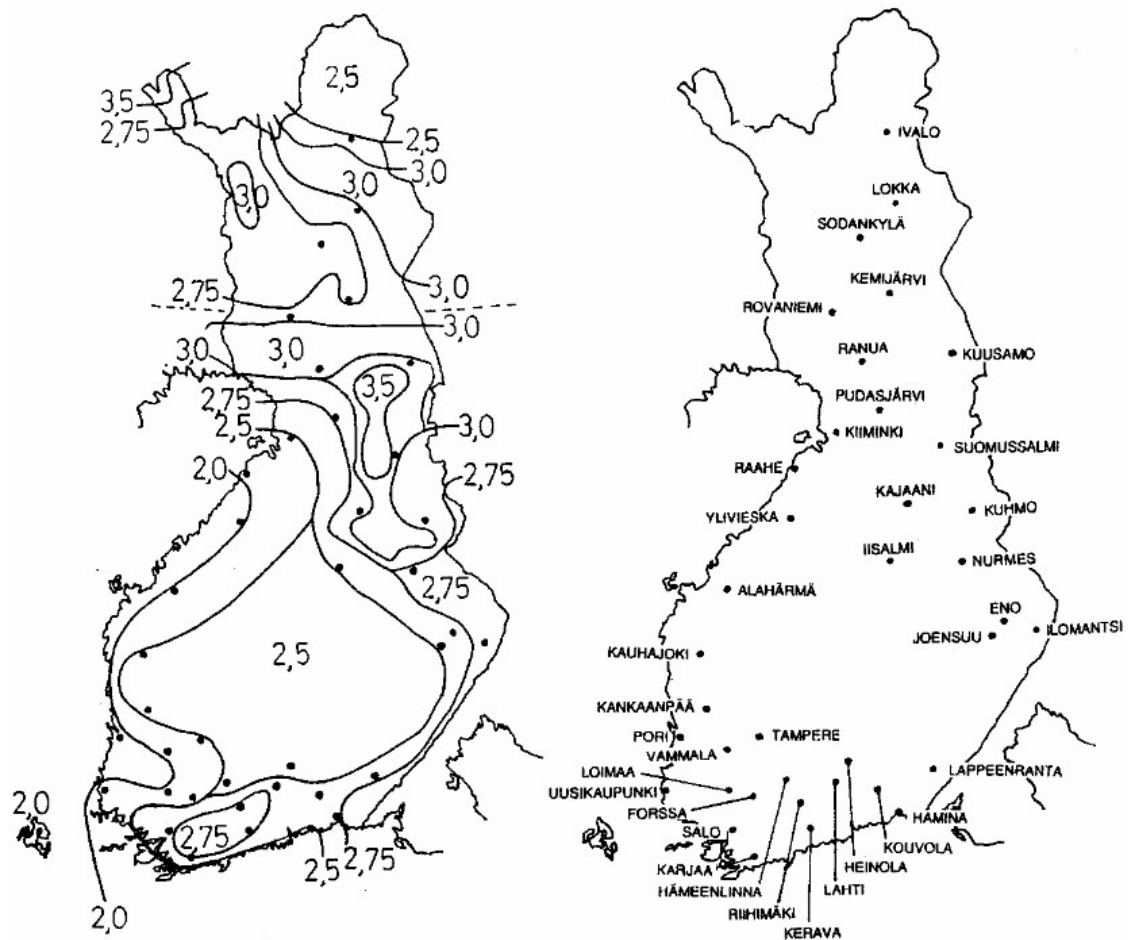 2,5
3,5
2,75
2,5
3,0
3,0
3,0
2,75
3,0
3,0
3,0
3,0
2,75
3,5
2,5
3,0
2,0
2,75
2,75
2,5
2,0
2,75
2,5
2,75
2,0
IVALO
LOKKA
SODANKYLÄ
KEMIJÄRVI
ROVANIEMI
RANUA
KUUSAMO
PUDASJÄRVI
KIIMINKI
SUOMUSSALMI
RAAHE
KAJAANI
YLIVIESKA
KUHMO
IISALMI
NURMES
ALAHÄRMÄ
ENO
JOENSUU
ILOMANTSI
KAUHAJOKI
KANKAANPÄÄ
PORI
TAMPERE
VAMMALA
LOIMAA
LAPPEENRANTA
UUSIKAUPUNKI
FORSSA
HAMINA
SALO
KOUVOLA
KARJAA
HEINOLA
HÄMEENLINNA
LAHTI
RIIHIMÄKI
KERAVA